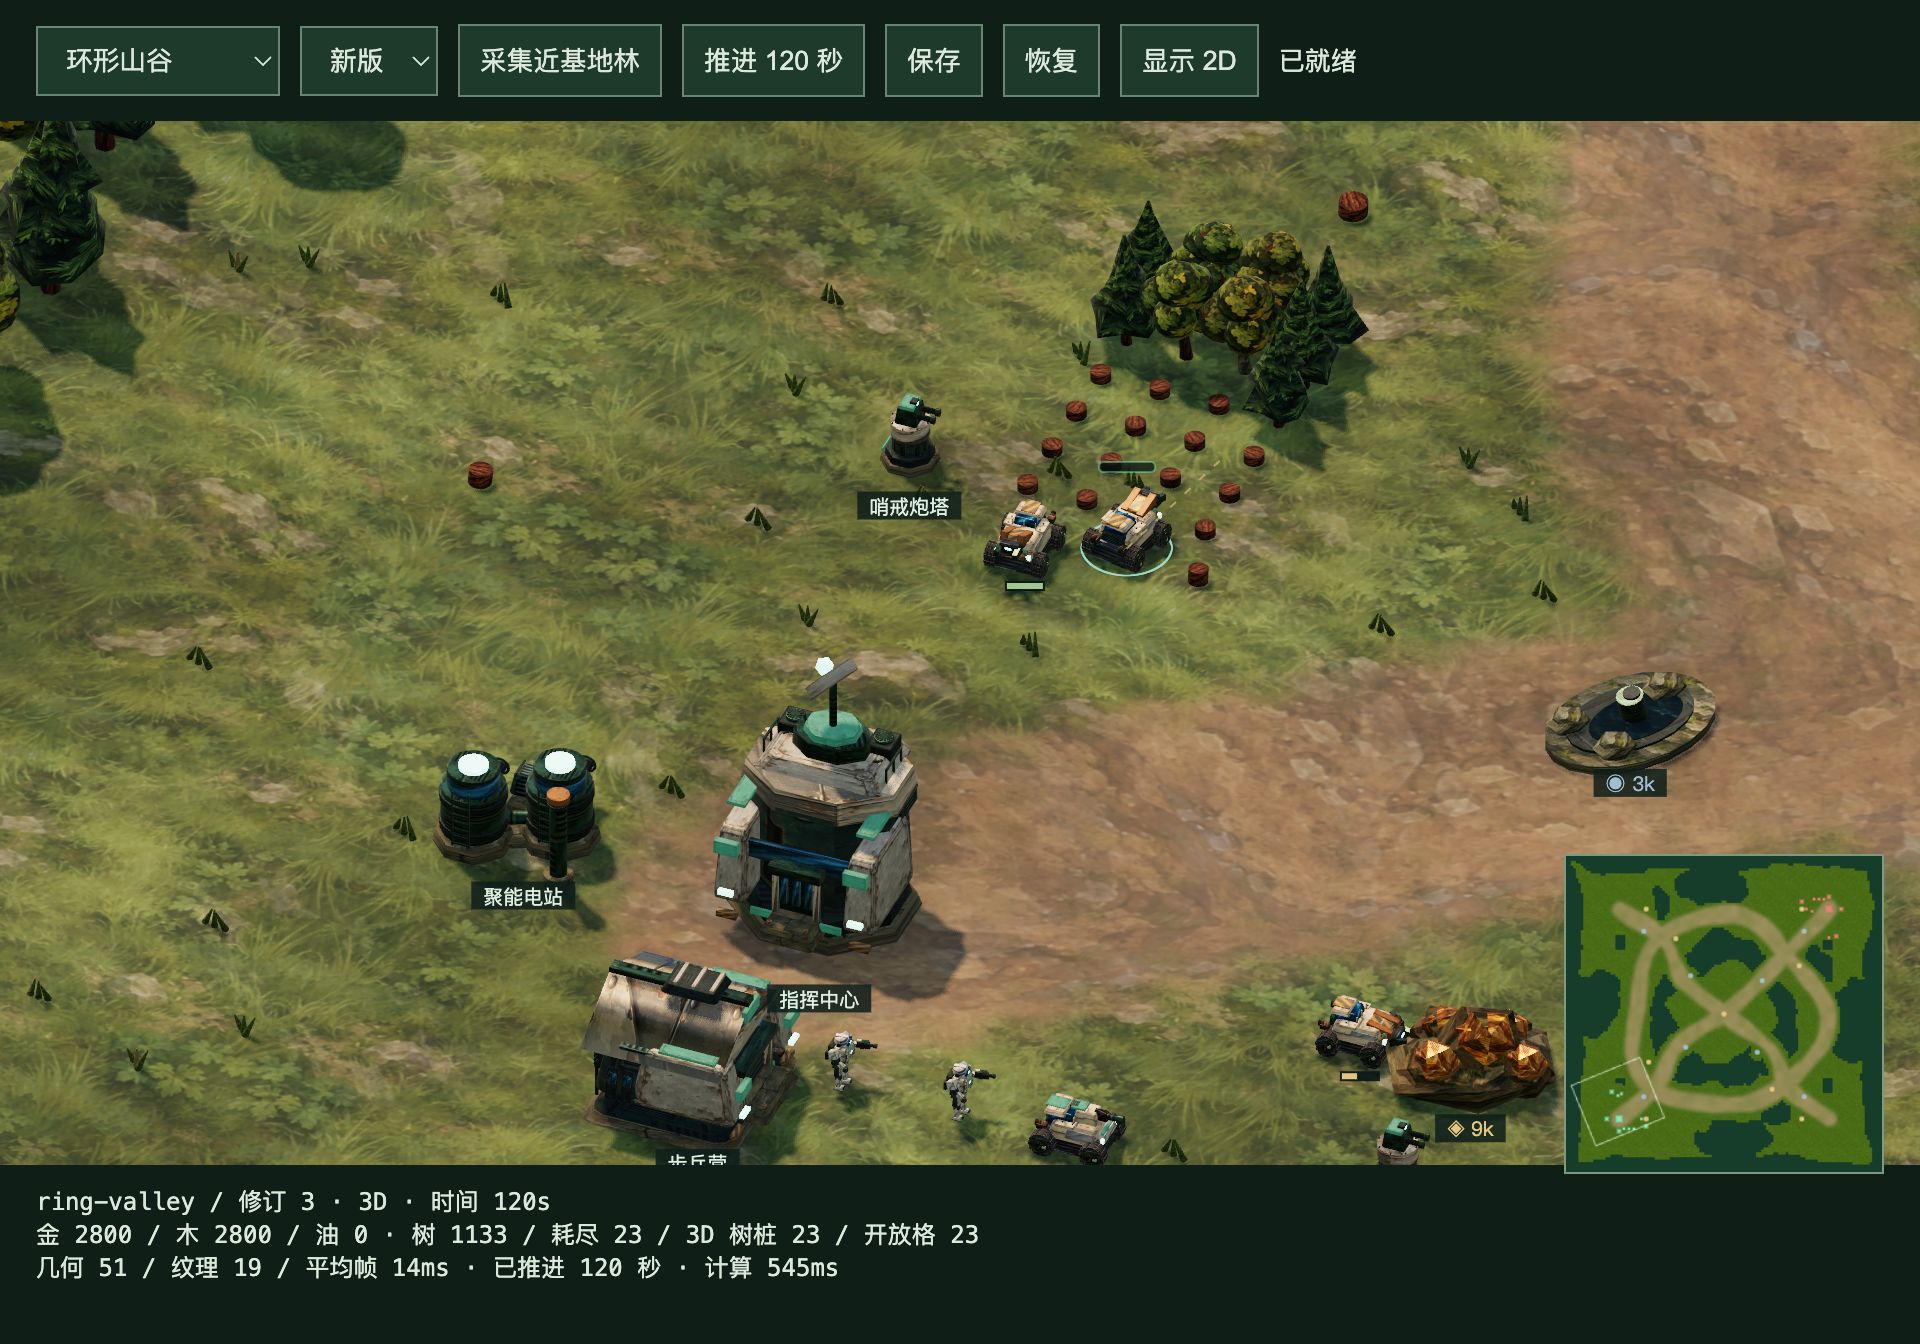 环形山谷 新版 采集近基地林 推进 120 秒 保存 恢复 显示 2D 已就绪
哨戒炮塔
3k
聚能电站
指挥中心
9k
步兵营
ring-valley / 修订 3 · 3D · 时间 120s
金 2800 / 木 2800 / 油 0 · 树 1133 / 耗尽 23 / 3D 树桩 23 / 开放格 23
几何 51 / 纹理 19 / 平均帧 14ms · 已推进 120 秒 · 计算 545ms